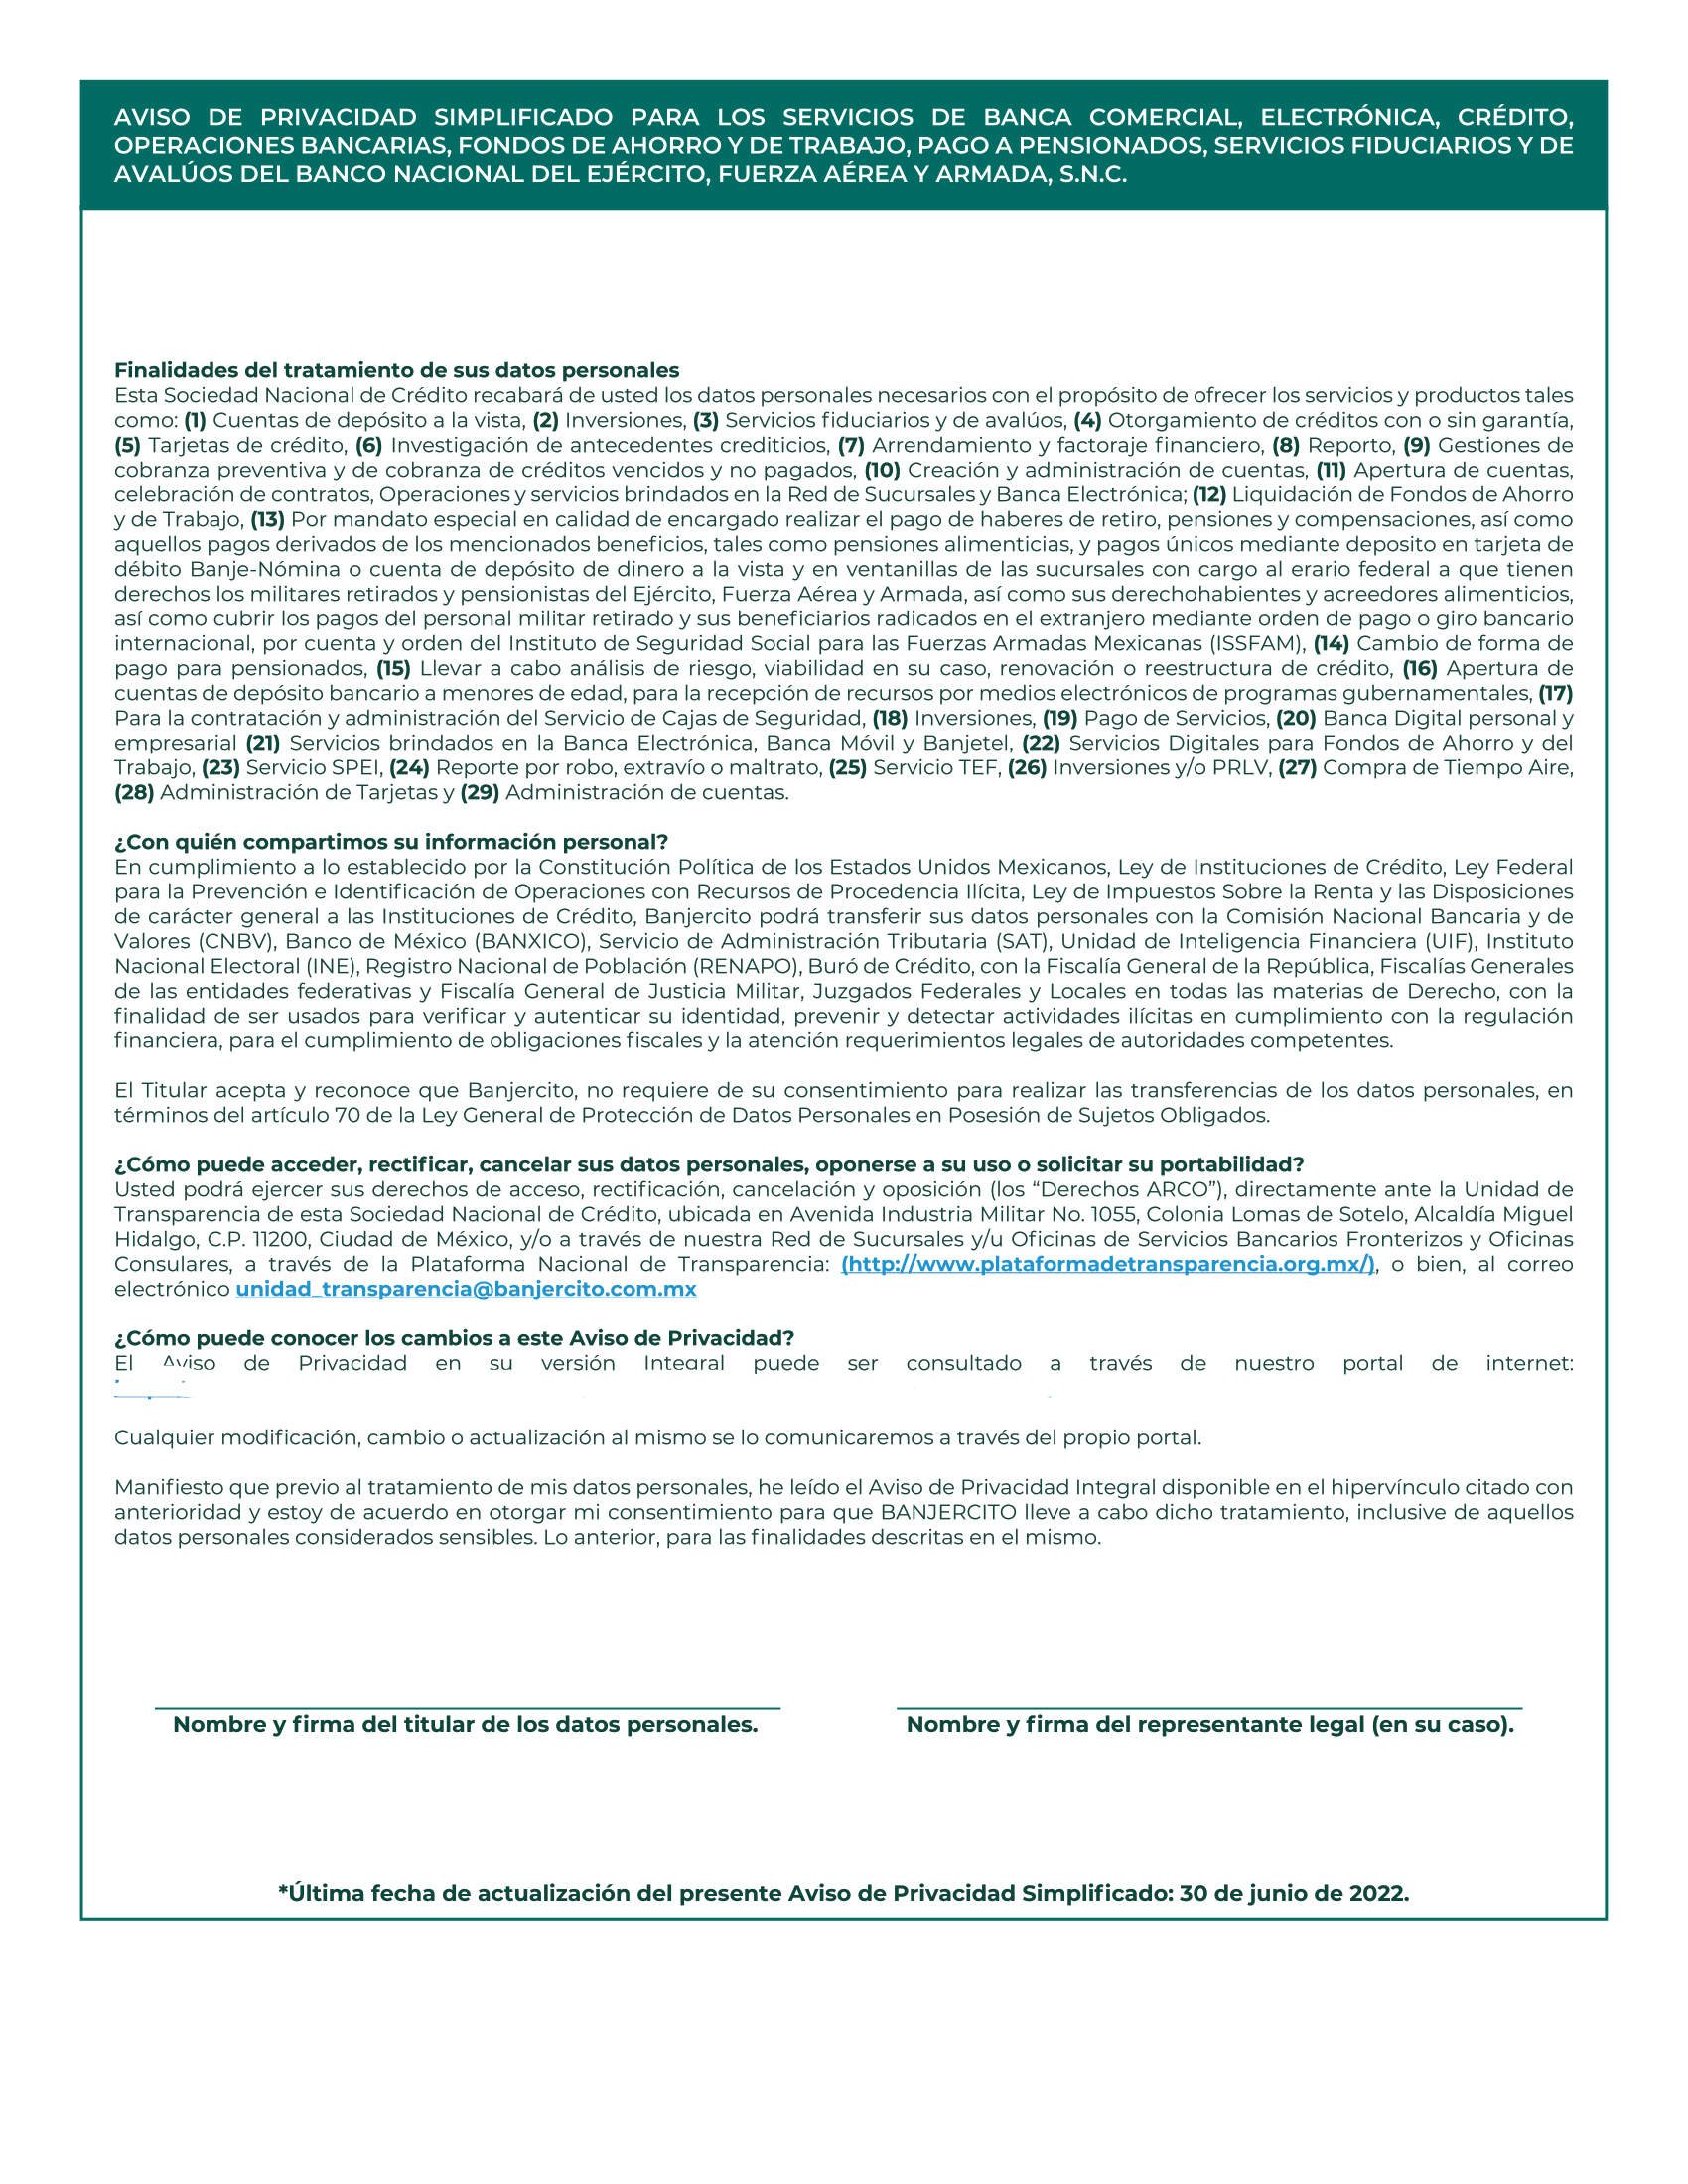 AVISO DE PRIVACIDAD SIMPLIFICADO PARA LOS SERVICIOS DE BANCA COMERCIAL, ELECTRÓNICA, CRÉDITO,
OPERACIONES BANCARIAS, FONDOS DE AHORRO Y DE TRABAJO, PAGO A PENSIONADOS, SERVICIOS FIDUCIARIOS Y DE
AVALÚOS DEL BANCO NACIONAL DEL EJÉRCITO, FUERZA AÉREA Y ARMADA, S.N.C.
Finalidades del tratamiento de sus datos personales
Esta Sociedad Nacional de Crédito recabará de usted los datos personales necesarios con el propósito de ofrecer los servicios y productos tales
como: (1) Cuentas de depósito a la vista, (2) Inversiones, (3) Servicios fiduciarios y de avalúos, (4) Otorgamiento de créditos con o sin garantía,
(5) Tarjetas de crédito, (6) Investigación de antecedentes crediticios, (7) Arrendamiento y factoraje financiero, (8) Reporto, (9) Gestiones de
cobranza preventiva y de cobranza de créditos vencidos y no pagados, (10) Creación y administración de cuentas, (11) Apertura de cuentas,
celebración de contratos, Operaciones y servicios brindados en la Red de Sucursales y Banca Electrónica; (12) Liquidación de Fondos de Ahorro
y de Trabajo, (13) Por mandato especial en calidad de encargado realizar el pago de haberes de retiro, pensiones y compensaciones, así como
aquellos pagos derivados de los mencionados beneficios, tales como pensiones alimenticias, y pagos únicos mediante deposito en tarjeta de
débito Banje-Nómina o cuenta de depósito de dinero a la vista y en ventanillas de las sucursales con cargo al erario federal a que tienen
derechos los militares retirados y pensionistas del Ejército, Fuerza Aérea y Armada, así como sus derechohabientes y acreedores alimenticios,
así como cubrir los pagos del personal militar retirado y sus beneficiarios radicados en el extranjero mediante orden de pago o giro bancario
internacional, por cuenta y orden del Instituto de Seguridad Social para las Fuerzas Armadas Mexicanas (ISSFAM), (14) Cambio de forma de
pago para pensionados, (15) Llevar a cabo análisis de riesgo, viabilidad en su caso, renovación o reestructura de crédito, (16) Apertura de
cuentas de depósito bancario a menores de edad, para la recepción de recursos por medios electrónicos de programas gubernamentales, (17)
Para la contratación y administración del Servicio de Cajas de Seguridad, (18) Inversiones, (19) Pago de Servicios, (20) Banca Digital personal y
empresarial (21) Servicios brindados en la Banca Electrónica, Banca Móvil y Banjetel, (22) Servicios Digitales para Fondos de Ahorro y del
Trabajo, (23) Servicio SPEI, (24) Reporte por robo, extravío o maltrato, (25) Servicio TEF, (26) Inversiones y/o PRLV, (27) Compra de Tiempo Aire,
(28) Administración de Tarjetas y (29) Administración de cuentas.
¿Con quién compartimos su información personal?
En cumplimiento a lo establecido por la Constitución Política de los Estados Unidos Mexicanos, Ley de Instituciones de Crédito, Ley Federal
para la Prevención e Identificación de Operaciones con Recursos de Procedencia Ilícita, Ley de Impuestos Sobre la Renta y las Disposiciones
de carácter general a las Instituciones de Crédito, Banjercito podrá transferir sus datos personales con la Comisión Nacional Bancaria y de
Valores (CNBV), Banco de México (BANXICO), Servicio de Administración Tributaria (SAT), Unidad de Inteligencia Financiera (UIF), Instituto
Nacional Electoral (INE), Registro Nacional de Población (RENAPO), Buró de Crédito, con la Fiscalía General de la República, Fiscalías Generales
de las entidades federativas y Fiscalía General de Justicia Militar, Juzgados Federales y Locales en todas las materias de Derecho, con la
finalidad de ser usados para verificar y autenticar su identidad, prevenir y detectar actividades ilícitas en cumplimiento con la regulación
financiera, para el cumplimiento de obligaciones fiscales y la atención requerimientos legales de autoridades competentes.
El Titular acepta y reconoce que Banjercito, no requiere de su consentimiento para realizar las transferencias de los datos personales, en
términos del artículo 70 de la Ley General de Protección de Datos Personales en Posesión de Sujetos Obligados.
¿Cómo puede acceder, rectificar, cancelar sus datos personales, oponerse a su uso o solicitar su portabilidad?
Usted podrá ejercer sus derechos de acceso, rectificación, cancelación y oposición (los “Derechos ARCO”), directamente ante la Unidad de
Transparencia de esta Sociedad Nacional de Crédito, ubicada en Avenida Industria Militar No. 1055, Colonia Lomas de Sotelo, Alcaldía Miguel
Hidalgo, C.P. 11200, Ciudad de México, y/o a través de nuestra Red de Sucursales y/u Oficinas de Servicios Bancarios Fronterizos y Oficinas
Consulares, a través de la Plataforma Nacional de Transparencia: (http://www.plataformadetransparencia.org.mx/), o bien, al correo
electrónico unidad_transparencia@banjercito.com.mx
¿Cómo puede conocer los cambios a este Aviso de Privacidad?
El Aviso de Privacidad en su versión Integral puede ser consultado a través de nuestro portal de internet:
Cualquier modificación, cambio o actualización al mismo se lo comunicaremos a través del propio portal.
Manifiesto que previo al tratamiento de mis datos personales, he leído el Aviso de Privacidad Integral disponible en el hipervínculo citado con
anterioridad y estoy de acuerdo en otorgar mi consentimiento para que BANJERCITO lleve a cabo dicho tratamiento, inclusive de aquellos
datos personales considerados sensibles. Lo anterior, para las finalidades descritas en el mismo.
Nombre y firma del titular de los datos personales.
Nombre y firma del representante legal (en su caso).
*Última fecha de actualización del presente Aviso de Privacidad Simplificado: 30 de junio de 2022.